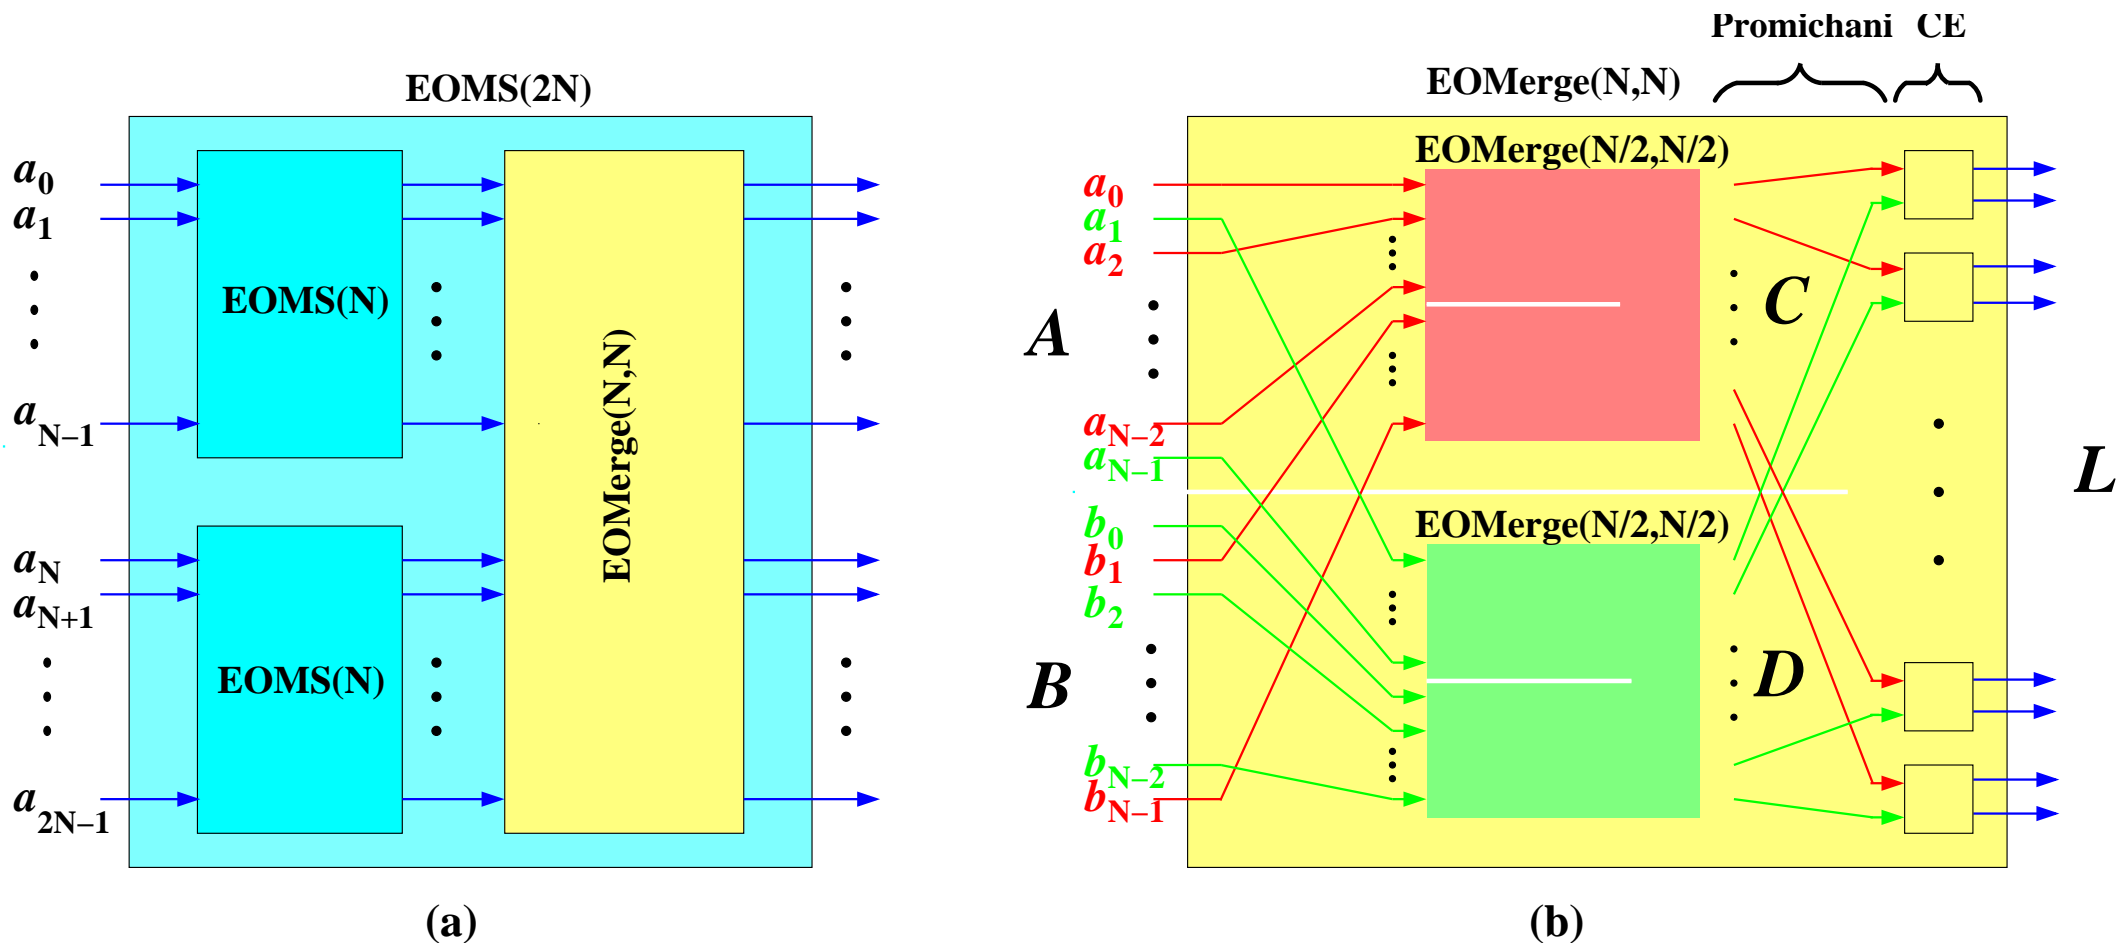 EOMS(2N)
a0
a1
aN–1
aN
aN+1
a2N–1
EOMS(N)
EOMS(N)
EOMerge(N,N)
(a)
Promichani CE
EOMerge(N,N)
EOMerge(N/2,N/2)
a0
a1
a2
A
aN–2
aN–1
b0
b1
b2
B
bN–2
bN–1
C
EOMerge(N/2,N/2)
D
L
(b)